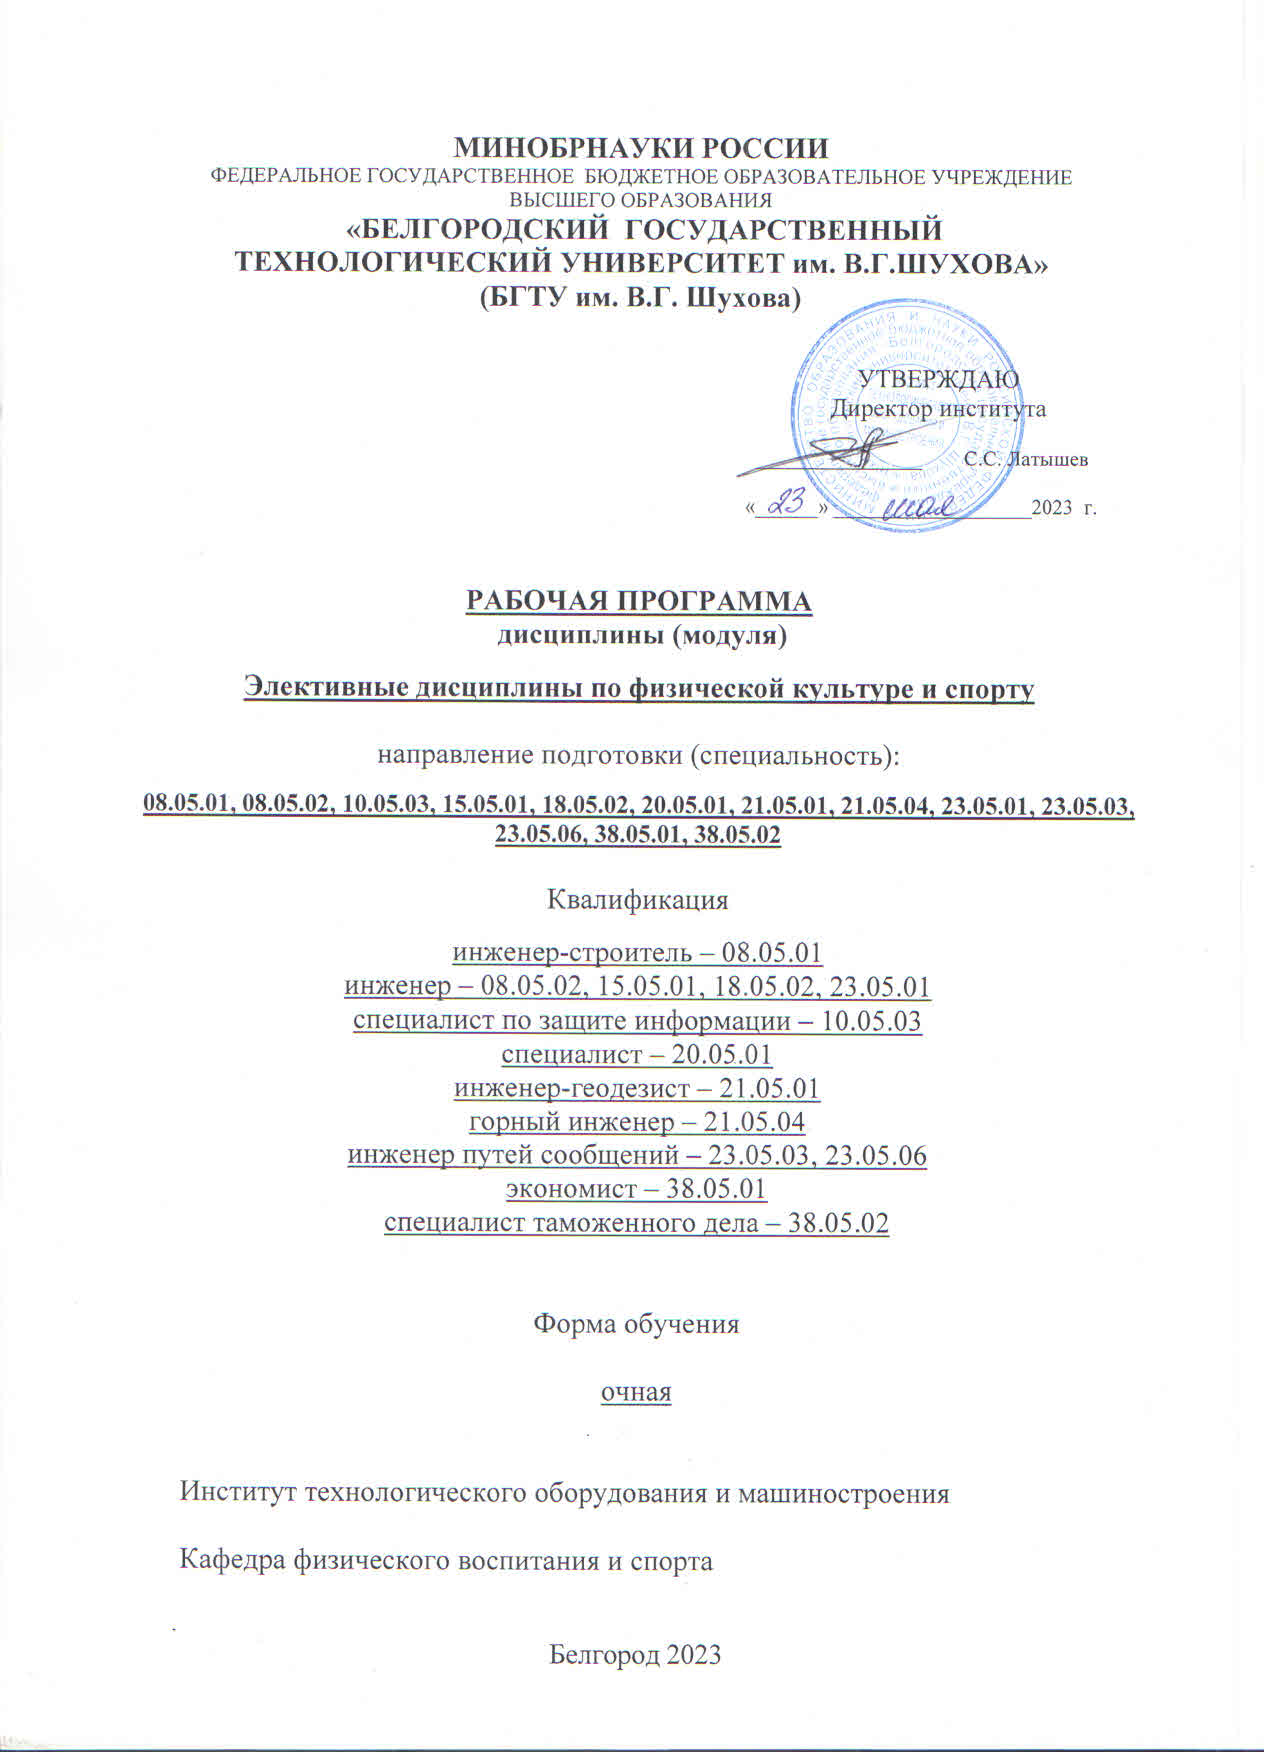 МИНОБРНАУКИ РОССИИ
ФЕДЕРАЛЬНОЕ ГОСУДАРСТВЕННОЕ БЮДЖЕТНОЕ ОБРАЗОВАТЕЛЬНОЕ УЧРЕЖДЕНИЕ
ВЫСШЕГО ОБРАЗОВАНИЯ
«БЕЛГОРОДСКИЙ ГОСУДАРСТВЕННЫЙ
ТЕХНОЛОГИЧЕСКИЙ УНИВЕРСИТЕТ им. В.Г.ШУХОВА»
(БГТУ им. В.Г. Шухова)
УТВЕРЖДАЮ
Директор института
С.С. Латышев
«23» мая 2023 г.
РАБОЧАЯ ПРОГРАММА
дисциплины (модуля)
Элективные дисциплины по физической культуре и спорту
направление подготовки (специальность):
08.05.01, 08.05.02, 10.05.03, 15.05.01, 18.05.02, 20.05.01, 21.05.01, 21.05.04, 23.05.01, 23.05.03,
23.05.06, 38.05.01, 38.05.02
Квалификация
инженер-строитель – 08.05.01
инженер – 08.05.02, 15.05.01, 18.05.02, 23.05.01
специалист по защите информации – 10.05.03
специалист – 20.05.01
инженер-геодезист – 21.05.01
горный инженер – 21.05.04
инженер путей сообщений – 23.05.03, 23.05.06
экономист – 38.05.01
специалист таможенного дела – 38.05.02
Форма обучения
очная
Институт технологического оборудования и машиностроения
Кафедра физического воспитания и спорта
Белгород 2023